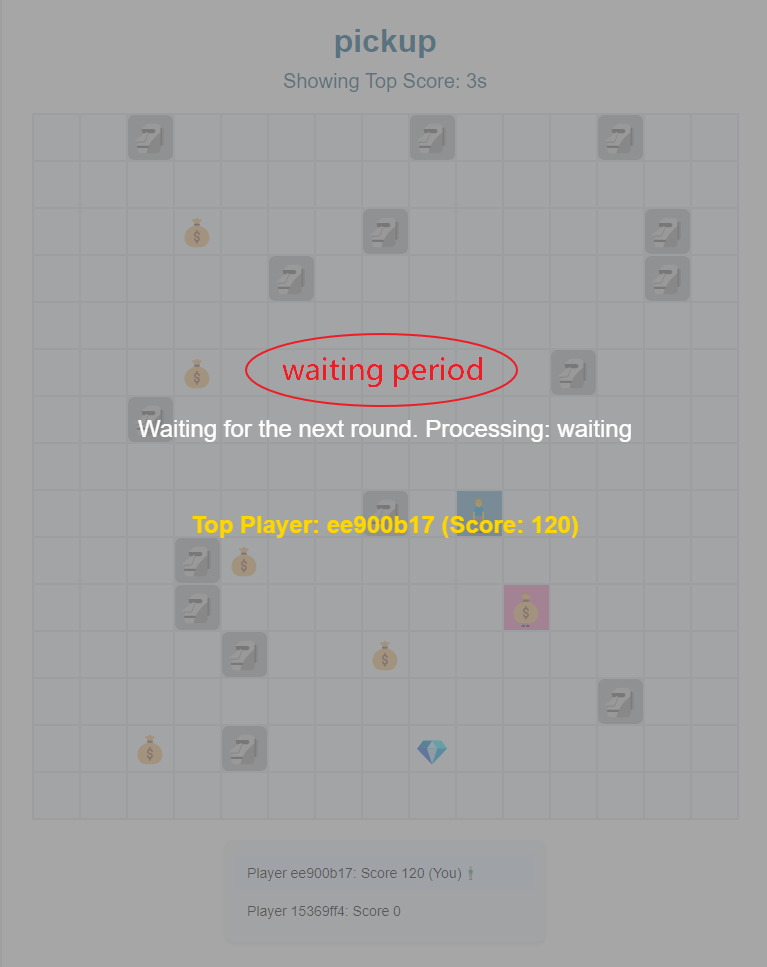 pickup
Showing Top Score: 3s
waiting period
Waiting for the next round. Processing: waiting
Top Player: ee900b17 (Score: 120)
Player ee900b17: Score 120 (You)
Player 15369ff4: Score 0